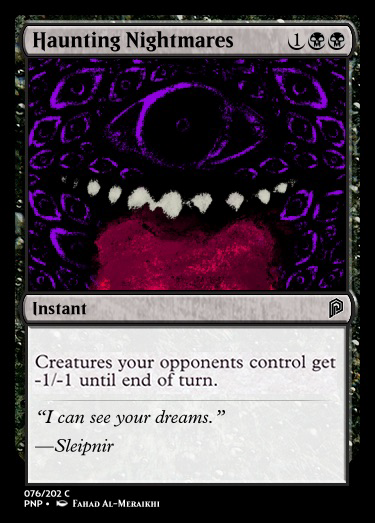 Haunting Nightmares 1
Instant
Creatures your opponents control get
-1/-1 until end of turn.
“I can see your dreams.”
—Sleipnir
076/202 C
PNP • Fahad Al-Meraikhi